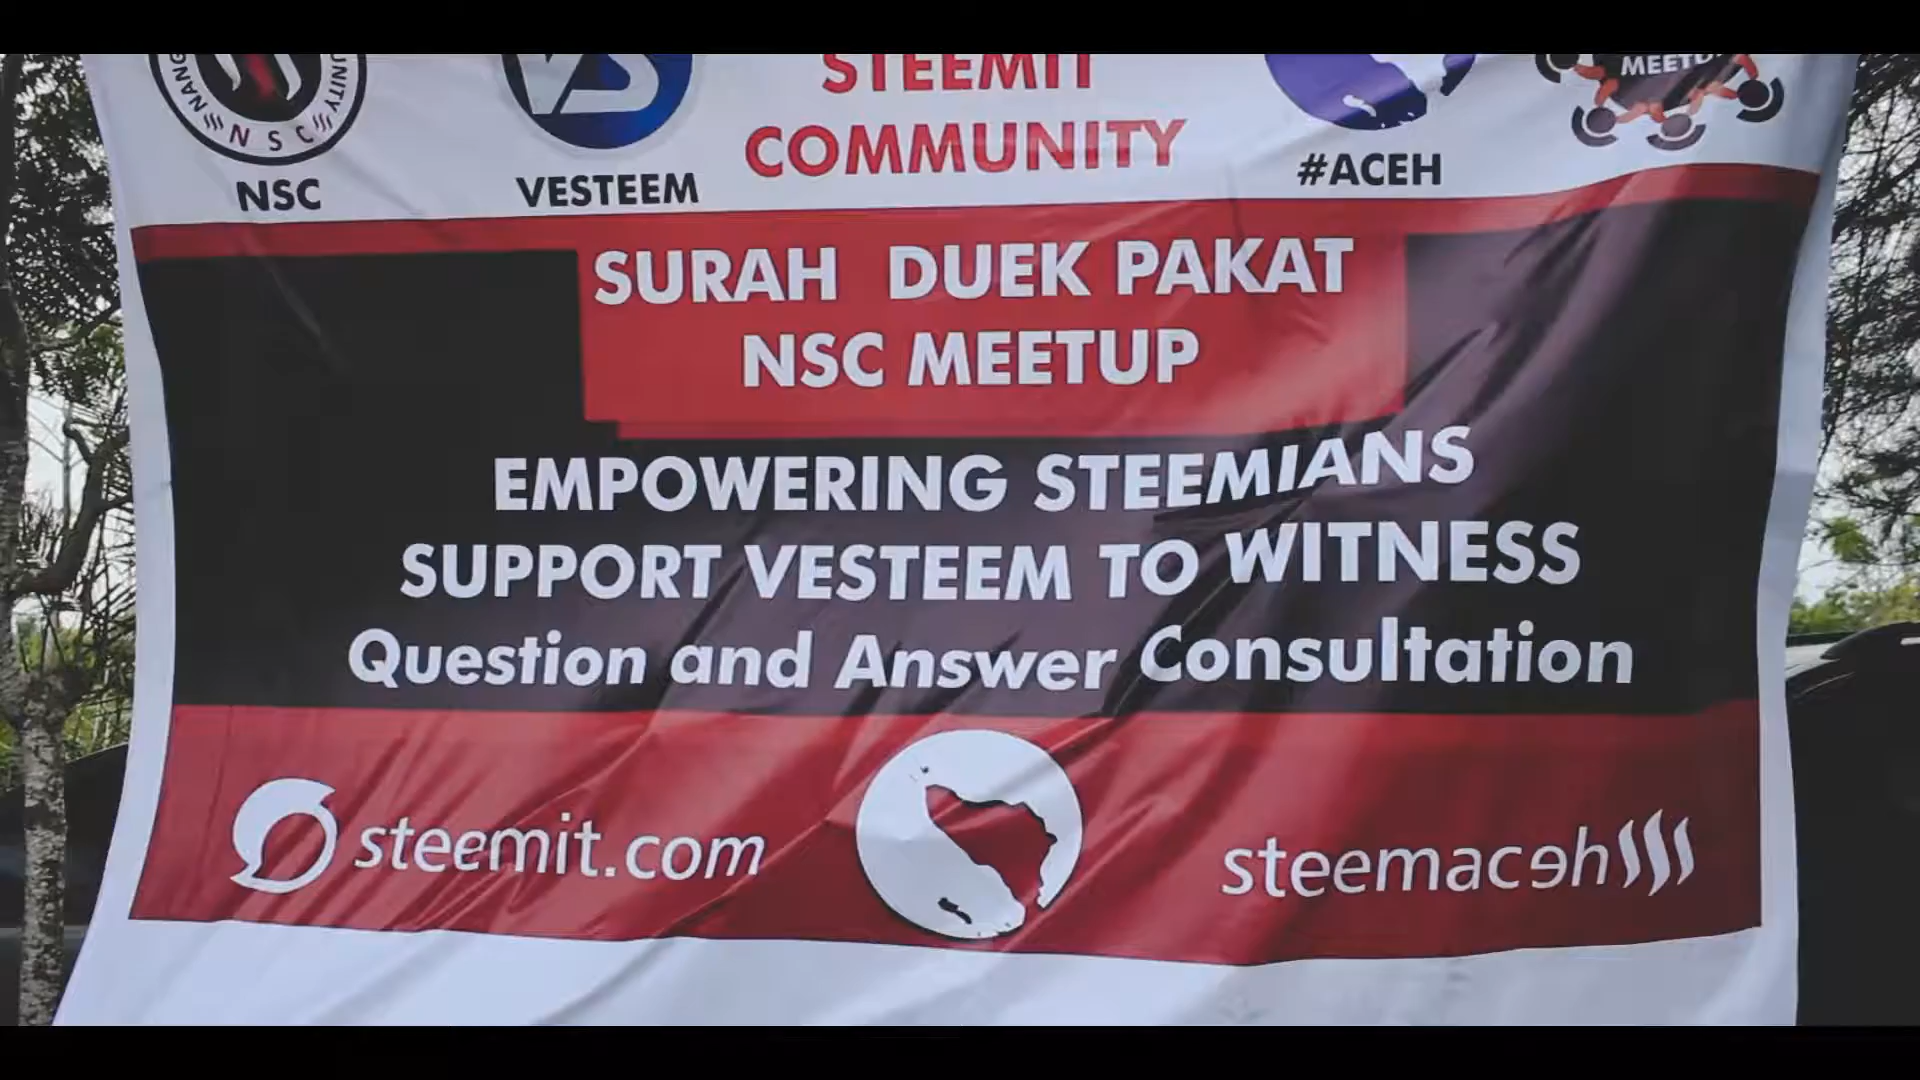 STEEMIT
COMMUNITY
NSC
NSC
VESTEEM
#ACEH
SURAH DUEK PAKAT
NSC MEETUP
EMPOWERING STEEMIANS
SUPPORT VESTEEM TO WITNESS
Question and Answer Consultation
steemit.com
steemaceh